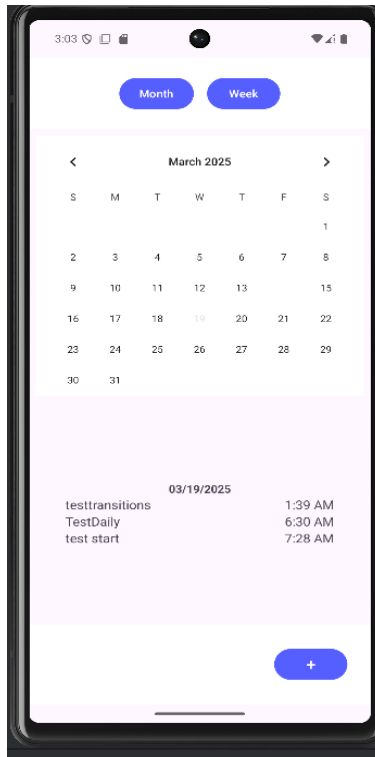 3:03
Month Week
March 2025
S M T W T F S
1
2 3 4 5 6 7 8
9 10 11 12 13 15
16 17 18 19 20 21 22
23 24 25 26 27 28 29
30 31
03/19/2025
testtransitions 1:39 AM
TestDaily 6:30 AM
test start 7:28 AM
+